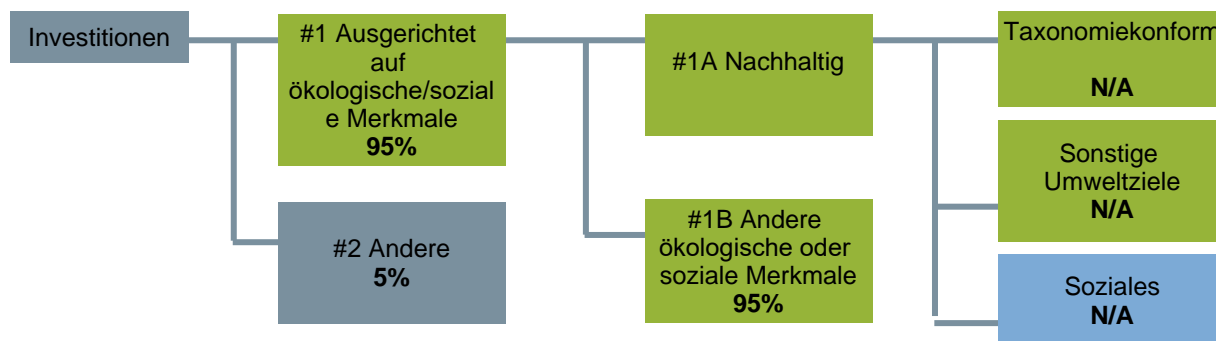 Investitionen
#1 Ausgerichtet
auf
ökologische/sozial
e Merkmale
95%
#2 Andere
5%
#1A Nachhaltig
#1B Andere
ökologische oder
soziale Merkmale
95%
Taxonomiekonform
N/A
Sonstige
Umweltziele
N/A
Soziales
N/A